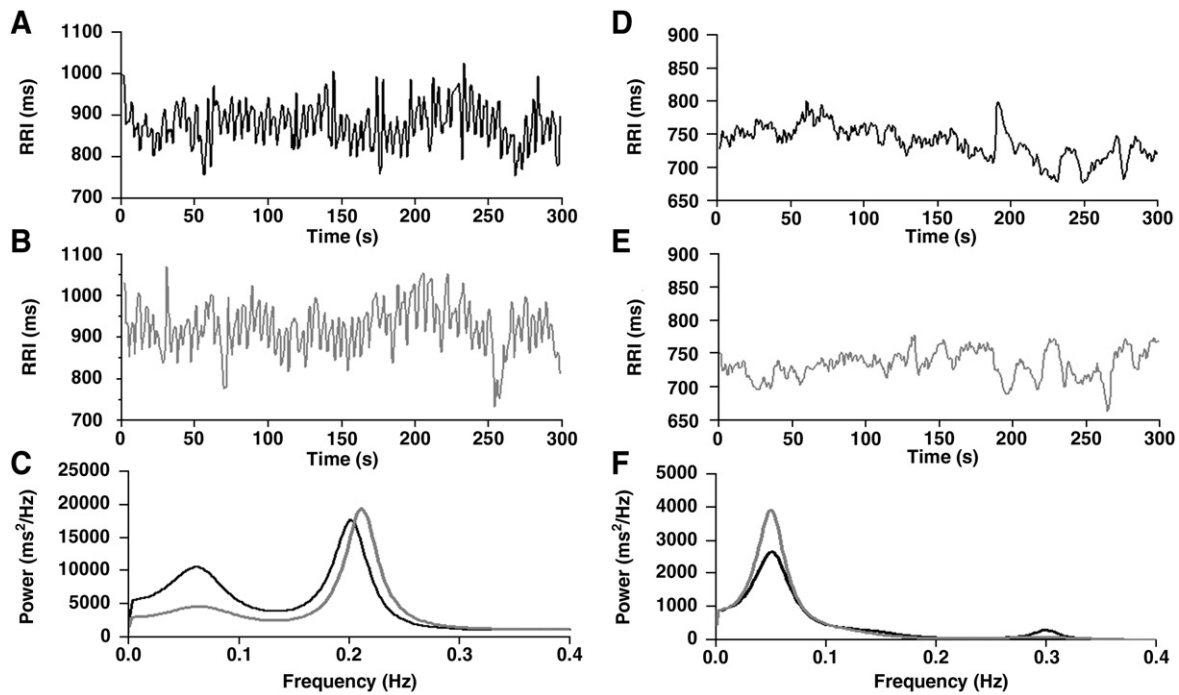 A
1100
1000
900
800
700
RRI (ms)
0 50 100 150 200 250 300
Time (s)
B
1100
1000
900
800
700
RRI (ms)
0 50 100 150 200 250 300
Time (s)
C
25000
20000
15000
10000
5000
0
Power (ms²/Hz)
0.0 0.1 0.2 0.3 0.4
Frequency (Hz)
D
900
850
800
750
700
650
RRI (ms)
0 50 100 150 200 250 300
Time (s)
E
900
850
800
750
700
650
RRI (ms)
0 50 100 150 200 250 300
Time (s)
F
5000
4000
3000
2000
1000
0
Power (ms²/Hz)
0.0 0.1 0.2 0.3 0.4
Frequency (Hz)